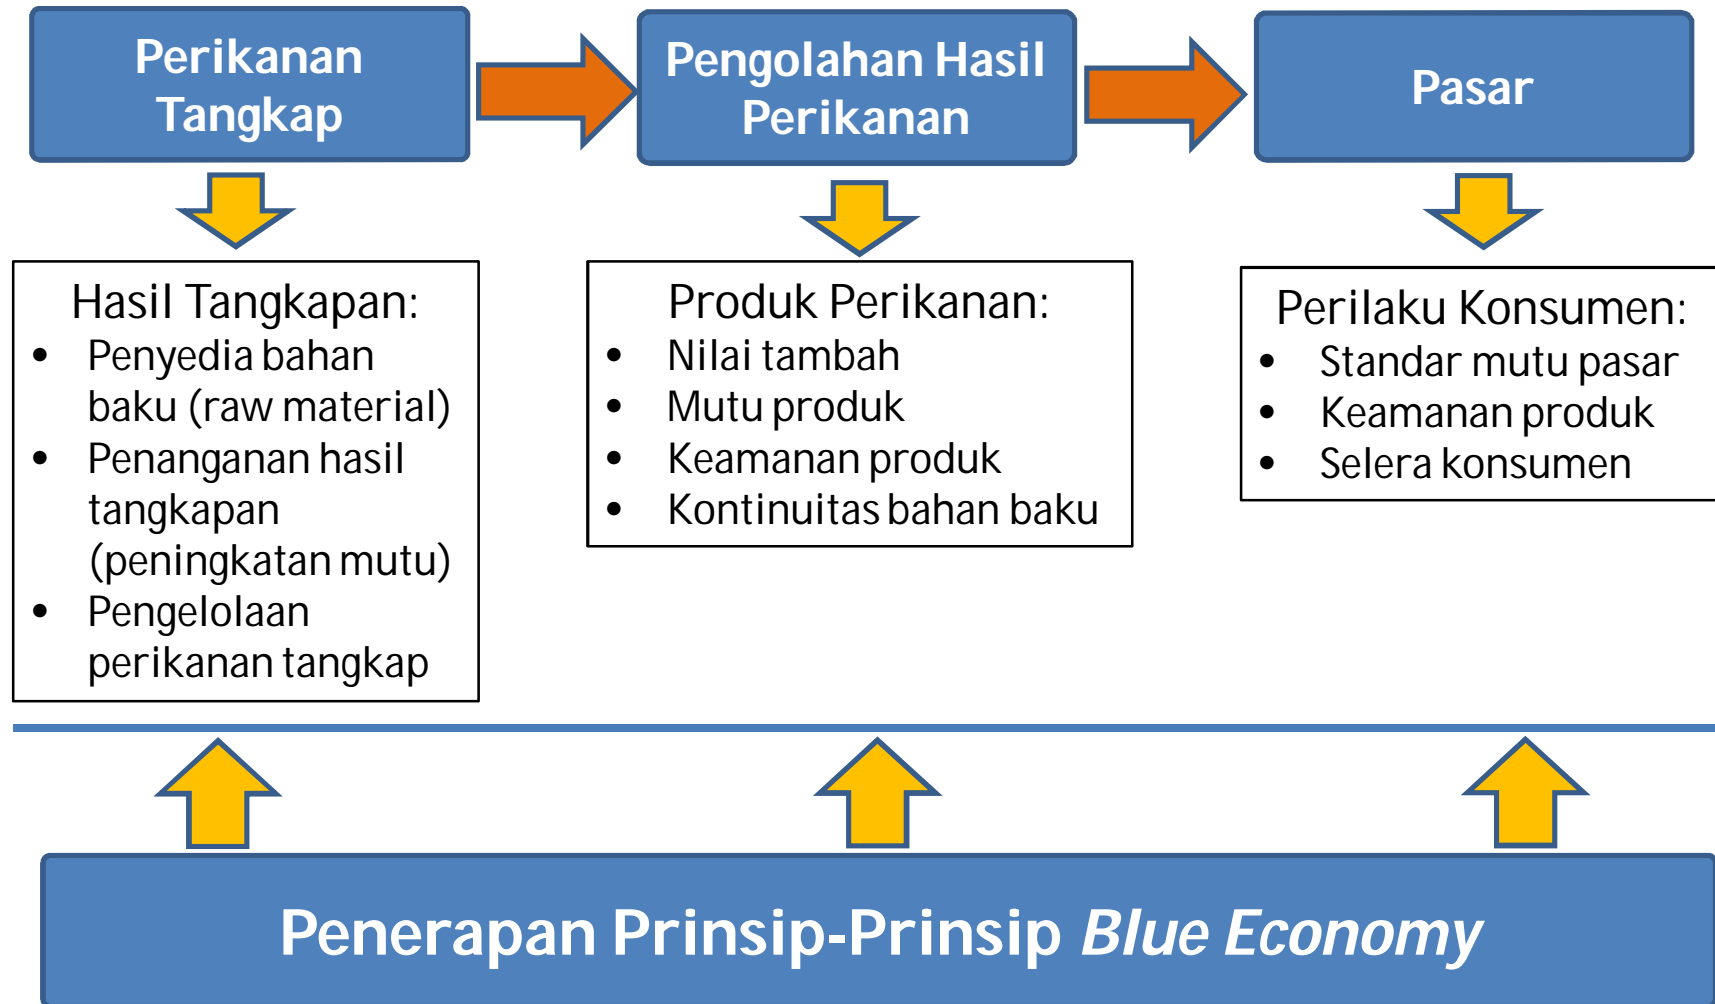 Perikanan
Tangkap
Pengolahan Hasil
Perikanan
Pasar
Hasil Tangkapan:
• Penyedia bahan
baku (raw material)
• Penanganan hasil
tangkapan
(peningkatan mutu)
• Pengelolaan
perikanan tangkap
Produk Perikanan:
• Nilai tambah
• Mutu produk
• Keamanan produk
• Kontinuitas bahan baku
Perilaku Konsumen:
• Standar mutu pasar
• Keamanan produk
• Selera konsumen
Penerapan Prinsip-Prinsip Blue Economy